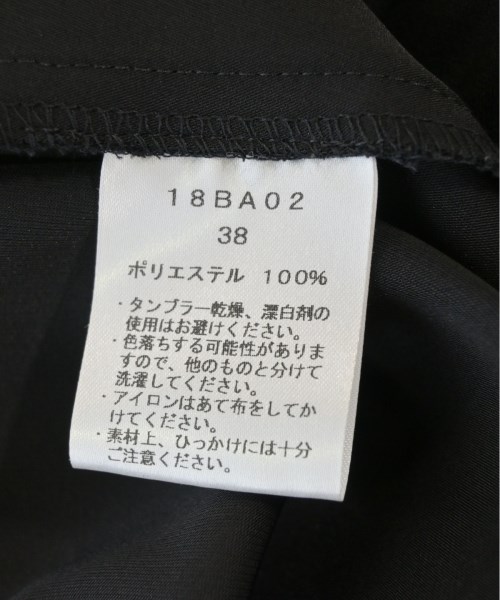 18BA02
38
ポリエステル 100%
・タンブラー乾燥、漂白剤の
使用はお避けください。
・色落ちする可能性がありま
すので、他のものと分けて
洗濯してください。
・アイロンはあて布をしてか
けてください。
・素材上、ひっかけには十分
ご注意ください。